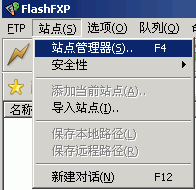 FlashFXP
FTP 站点(S) 选项(O) 队列(Q)
站点管理器(S).. F4
安全性
添加当前站点(A)..
导入站点(I)..
保存本地路径(L)
保存远程路径(R)
新建对话(N) F12
名称